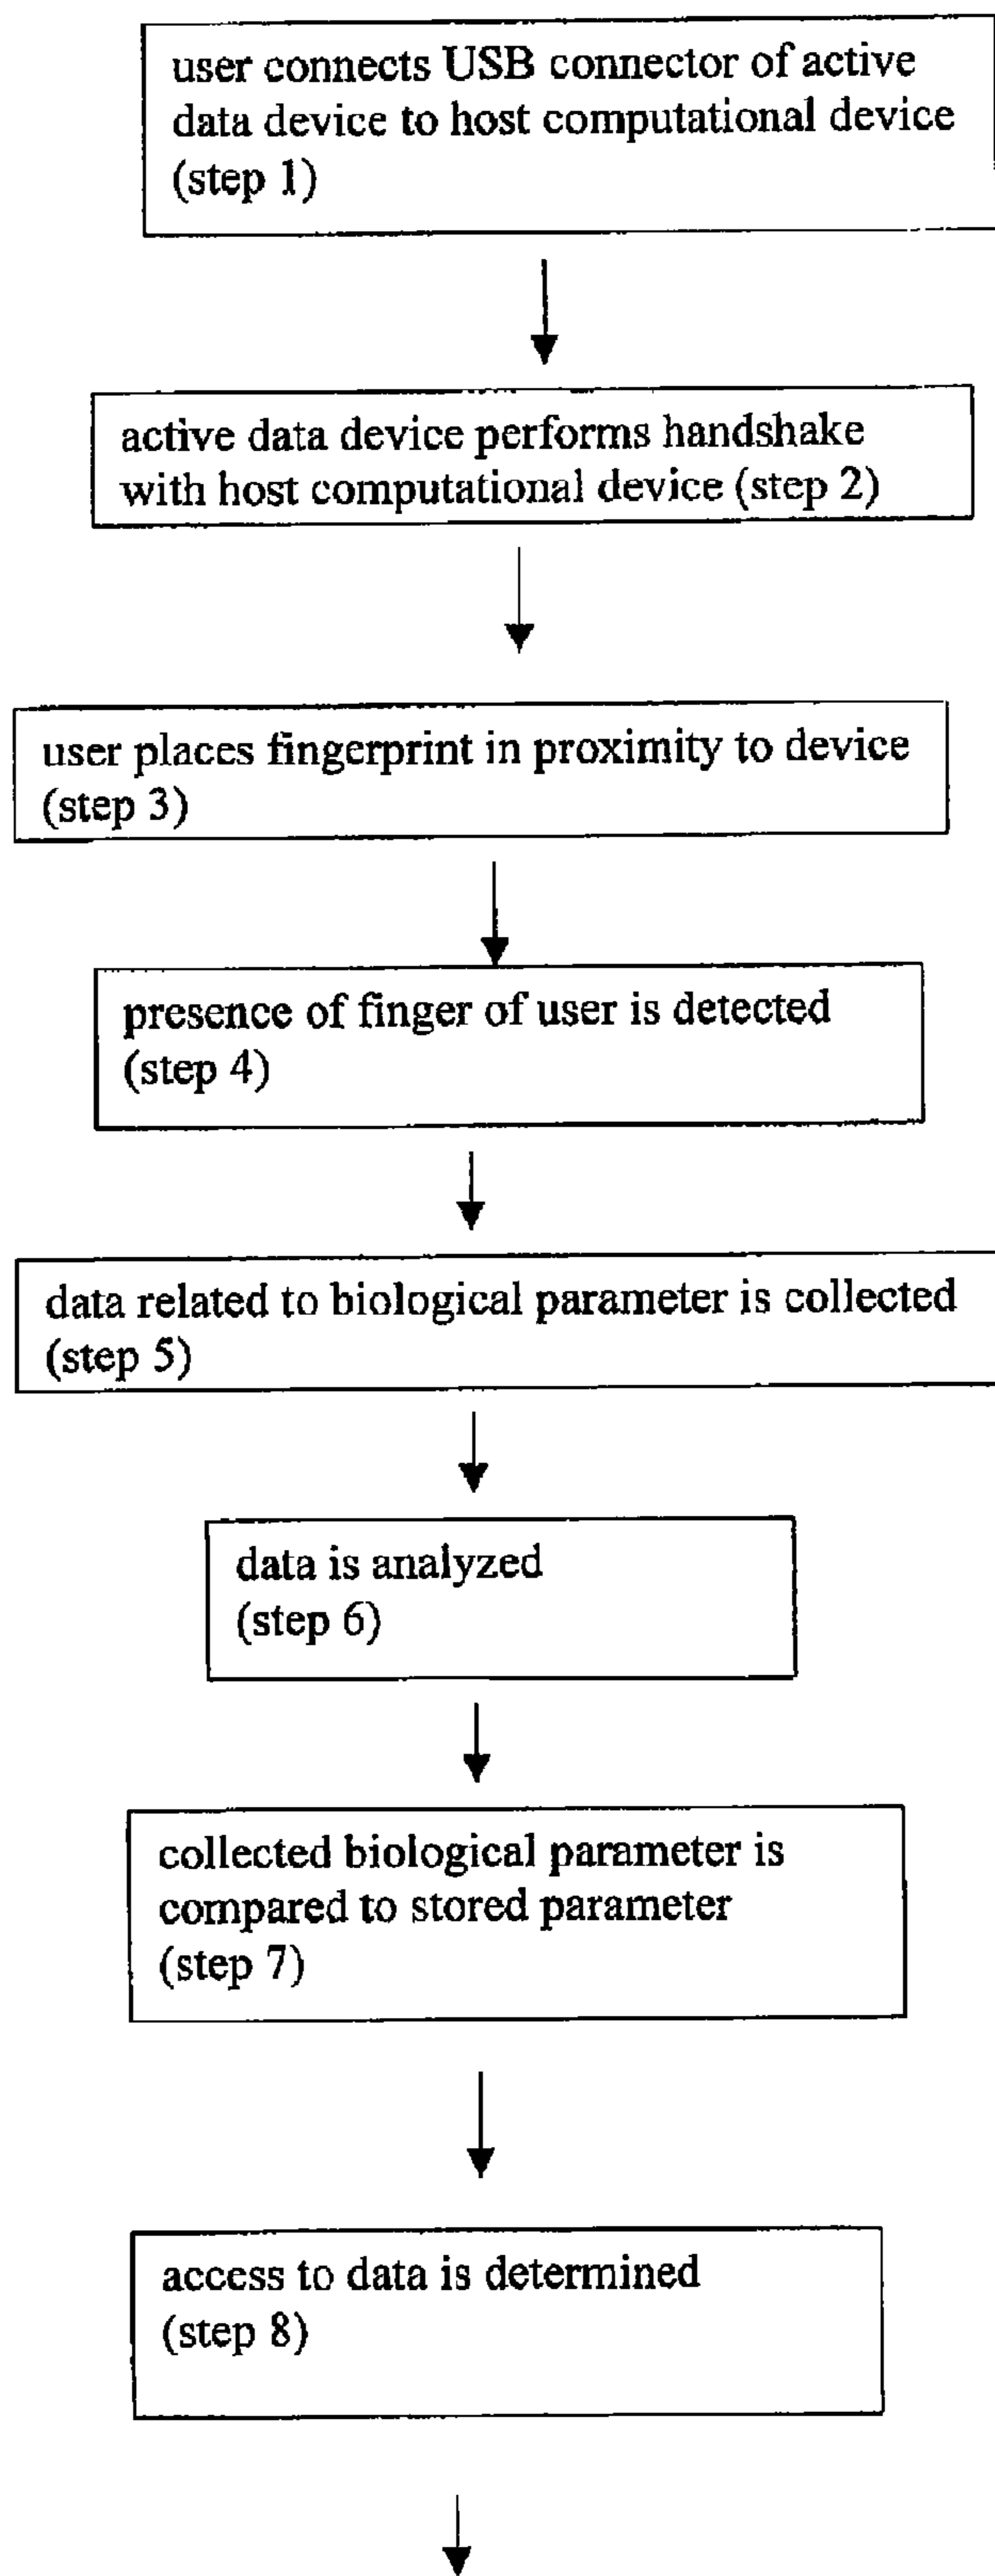 user connects USB connector of active
data device to host computational device
(step 1)
active data device performs handshake
with host computational device (step 2)
user places fingerprint in proximity to device
(step 3)
presence of finger of user is detected
(step 4)
data related to biological parameter is collected
(step 5)
data is analyzed
(step 6)
collected biological parameter is
compared to stored parameter
(step 7)
access to data is determined
(step 8)